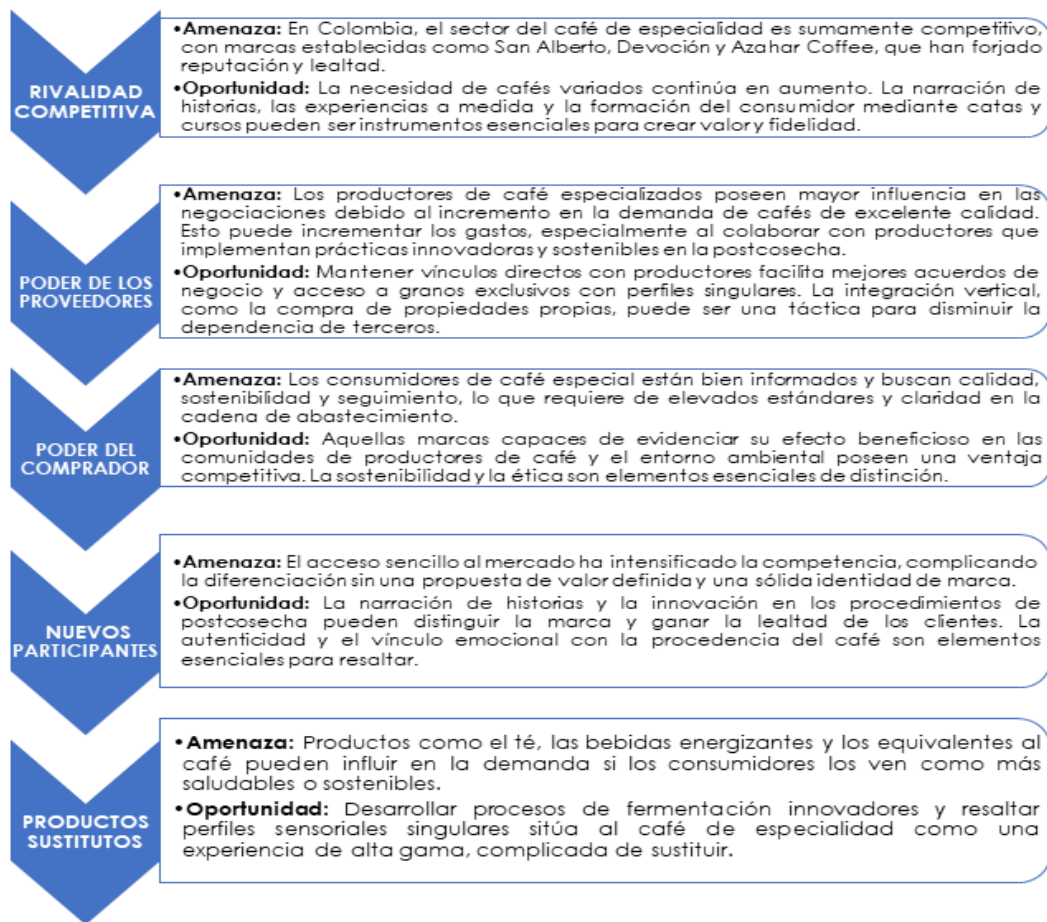 RIVALIDAD
COMPETITIVA
•Amenaza: En Colombia, el sector del café de especialidad es sumamente competitivo,
con marcas establecidas como San Alberto, Devoción y Azahar Coffee, que han forjado
reputación y lealtad.
•Oportunidad: La necesidad de cafés variados continúa en aumento. La narración de
historias, las experiencias a medida y la formación del consumidor mediante catas y
cursos pueden ser instrumentos esenciales para crear valor y fidelidad.
PODER DE LOS
PROVEEDORES
•Amenaza: Los productores de café especializados poseen mayor influencia en las
negociaciones debido al incremento en la demanda de cafés de excelente calidad.
Esto puede incrementar los gastos, especialmente al colaborar con productores que
implementan prácticas innovadoras y sostenibles en la postcosecha.
•Oportunidad: Mantener vínculos directos con productores facilita mejores acuerdos de
negocio y acceso a granos exclusivos con perfiles singulares. La integración vertical,
como la compra de propiedades propias, puede ser una táctica para disminuir la
dependencia de terceros.
PODER DEL
COMPRADOR
•Amenaza: Los consumidores de café especial están bien informados y buscan calidad,
sostenibilidad y seguimiento, lo que requiere de elevados estándares y claridad en la
cadena de abastecimiento.
•Oportunidad: Aquellas marcas capaces de evidenciar su efecto beneficioso en las
comunidades de productores de café y el entorno ambiental poseen una ventaja
competitiva. La sostenibilidad y la ética son elementos esenciales de distinción.
NUEVOS
PARTICIPANTES
•Amenaza: El acceso sencillo al mercado ha intensificado la competencia, complicando
la diferenciación sin una propuesta de valor definida y una sólida identidad de marca.
•Oportunidad: La narración de historias y la innovación en los procedimientos de
postcosecha pueden distinguir la marca y ganar la lealtad de los clientes. La
autenticidad y el vínculo emocional con la procedencia del café son elementos
esenciales para resaltar.
PRODUCTOS
SUSTITUTOS
•Amenaza: Productos como el té, las bebidas energizantes y los equivalentes al
café pueden influir en la demanda si los consumidores los ven como más
saludables o sostenibles.
•Oportunidad: Desarrollar procesos de fermentación innovadores y resaltar
perfiles sensoriales singulares sitúa al café de especialidad como una
experiencia de alta gama, complicada de sustituir.